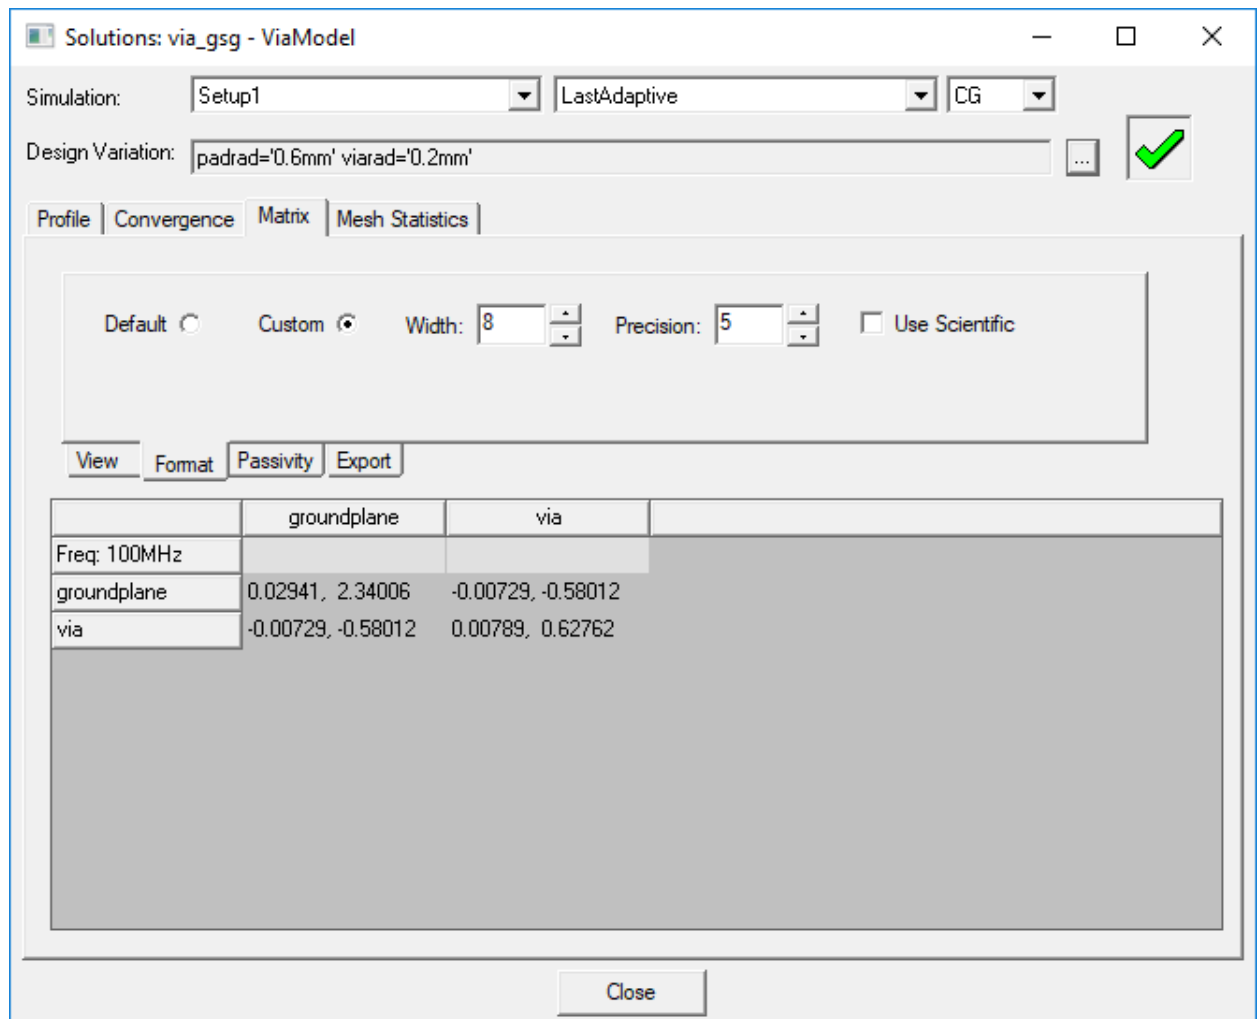 Solutions: via_gsg - ViaModel
Simulation: Setup1 LastAdaptive CG
Design Variation: padrad='0.6mm' viarad='0.2mm' ...
Profile Convergence Matrix Mesh Statistics
Default Custom Width: 8 Precision: 5 Use Scientific
View Format Passivity Export
groundplane via
Freq: 100MHz
groundplane 0.02941, 2.34006 -0.00729, -0.58012
via -0.00729, -0.58012 0.00789, 0.62762
Close